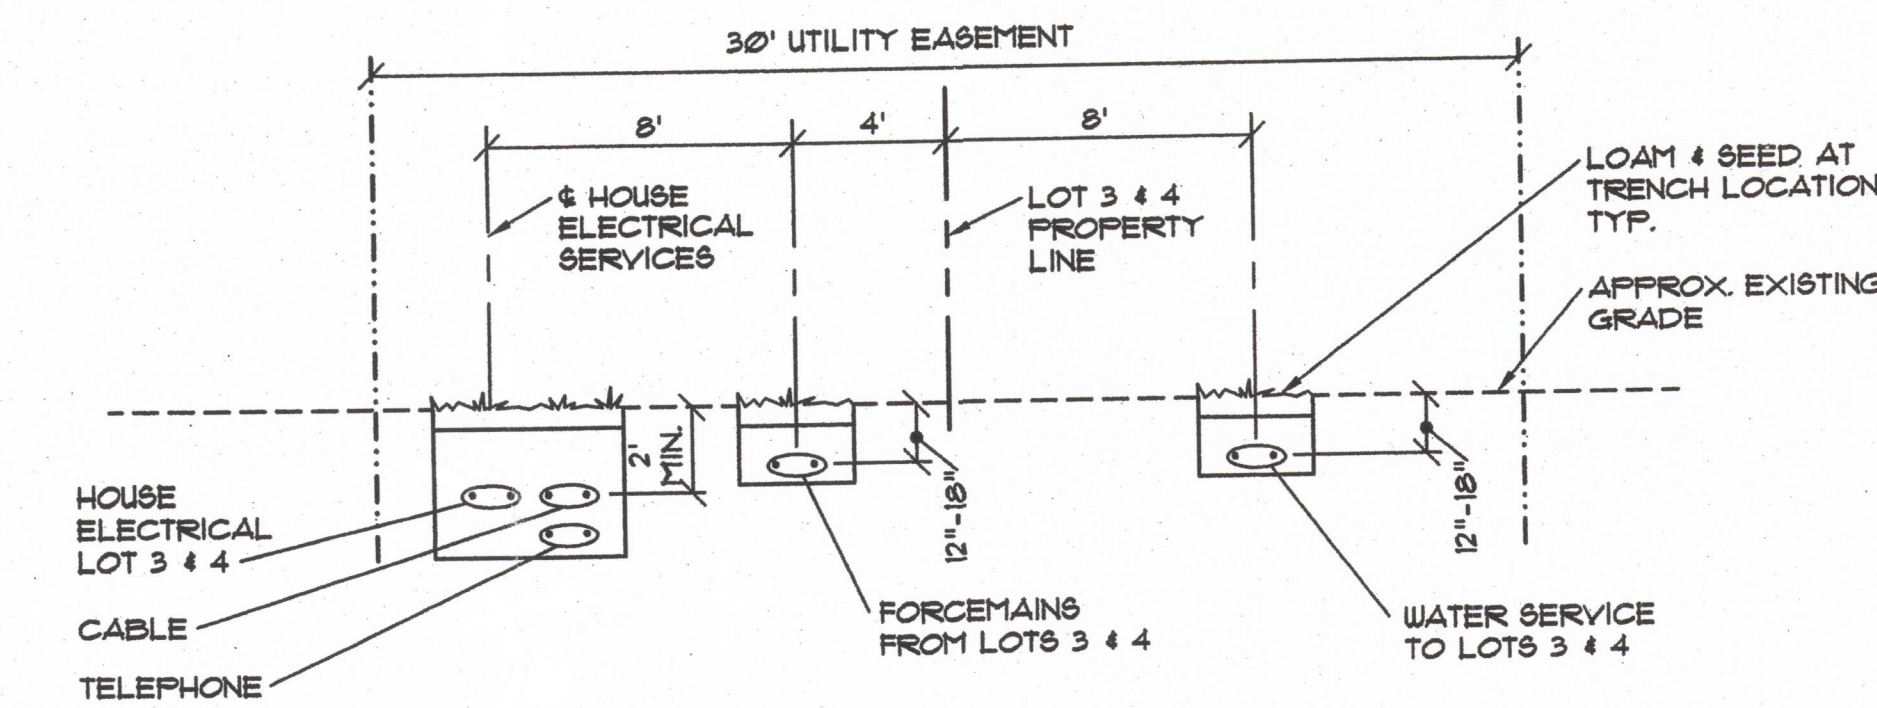 30' UTILITY EASEMENT
8'
4'
8'
℄ HOUSE
ELECTRICAL
SERVICES
LOT 3 & 4
PROPERTY
LINE
LOAM & SEED AT
TRENCH LOCATION
TYP.
APPROX. EXISTING
GRADE
2'
MIN.
12"-18"
12"-18"
HOUSE
ELECTRICAL
LOT 3 & 4
CABLE
TELEPHONE
FORCEMAINS
FROM LOTS 3 & 4
WATER SERVICE
TO LOTS 3 & 4